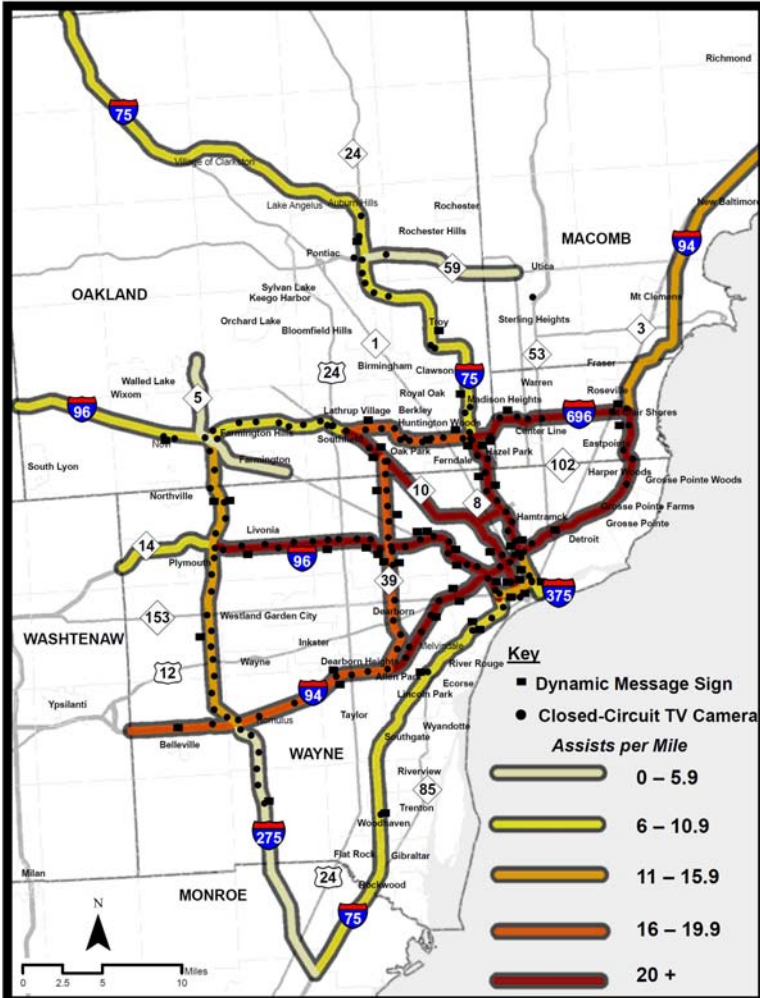 Richmond
75
Village of Clarkston
24
Lake Angelus
Auburn Hills
Rochester
New Baltimore
Rochester Hills
MACOMB
94
Pontiac
59
Utica
OAKLAND
Sylvan Lake
Keego Harbor
Mt Clemens
Orchard Lake
Bloomfield Hills
Troy
Sterling Heights
3
1
24
Birmingham
53
Fraser
Walled Lake
Wixom
5
Clawson
75
Warren
Royal Oak
Madison Heights
Roseville
96
Lathrup Village
Berkley
696
Clair Shores
Farmington Hills
Southfield
Huntington Woods
Center Line
Novi
Oak Park
Hazel Park
Eastpointe
South Lyon
Farmington
Ferndale
102
Harper Woods
Grosse Pointe Woods
Northville
10
8
Grosse Pointe Farms
Hamtramck
Grosse Pointe
Livonia
Detroit
14
Plymouth
96
39
375
153
Westland
Garden City
Dearborn
WASHTENAW
Inkster
Melvindale
Key
12
Wayne
Dearborn Heights
Allen Park
River Rouge
Ecorse
Dynamic Message Sign
Ypsilanti
94
Lincoln Park
Romulus
Taylor
Wyandotte
Closed-Circuit TV Camera
Belleville
Southgate
Assists per Mile
WAYNE
Riverview
0 – 5.9
85
Trenton
Woodhaven
6 – 10.9
275
Flat Rock
Gibraltar
Milan
24
Rockwood
11 – 15.9
MONROE
75
N
16 – 19.9
0 2.5 5 10 Miles
20 +